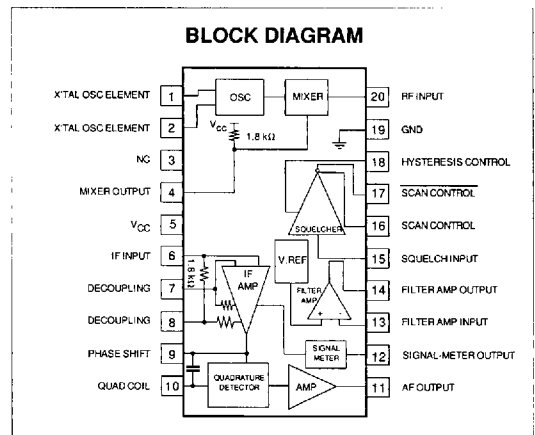 BLOCK DIAGRAM
X'TAL OSC ELEMENT 1
X'TAL OSC ELEMENT 2
NC 3
MIXER OUTPUT 4
VCC 5
IF INPUT 6
DECOUPLING 7
DECOUPLING 8
PHASE SHIFT 9
QUAD COIL 10
OSC
MIXER
VCC
1.8 kΩ
SQUELCHER
V.REF
1.8 kΩ
IF
AMP
FILTER
AMP
+ -
SIGNAL
METER
QUADRATURE
DETECTOR
AMP
20 RF INPUT
19 GND
18 HYSTERESIS CONTROL
17 SCAN CONTROL
16 SCAN CONTROL
15 SQUELCH INPUT
14 FILTER AMP OUTPUT
13 FILTER AMP INPUT
12 SIGNAL-METER OUTPUT
11 AF OUTPUT